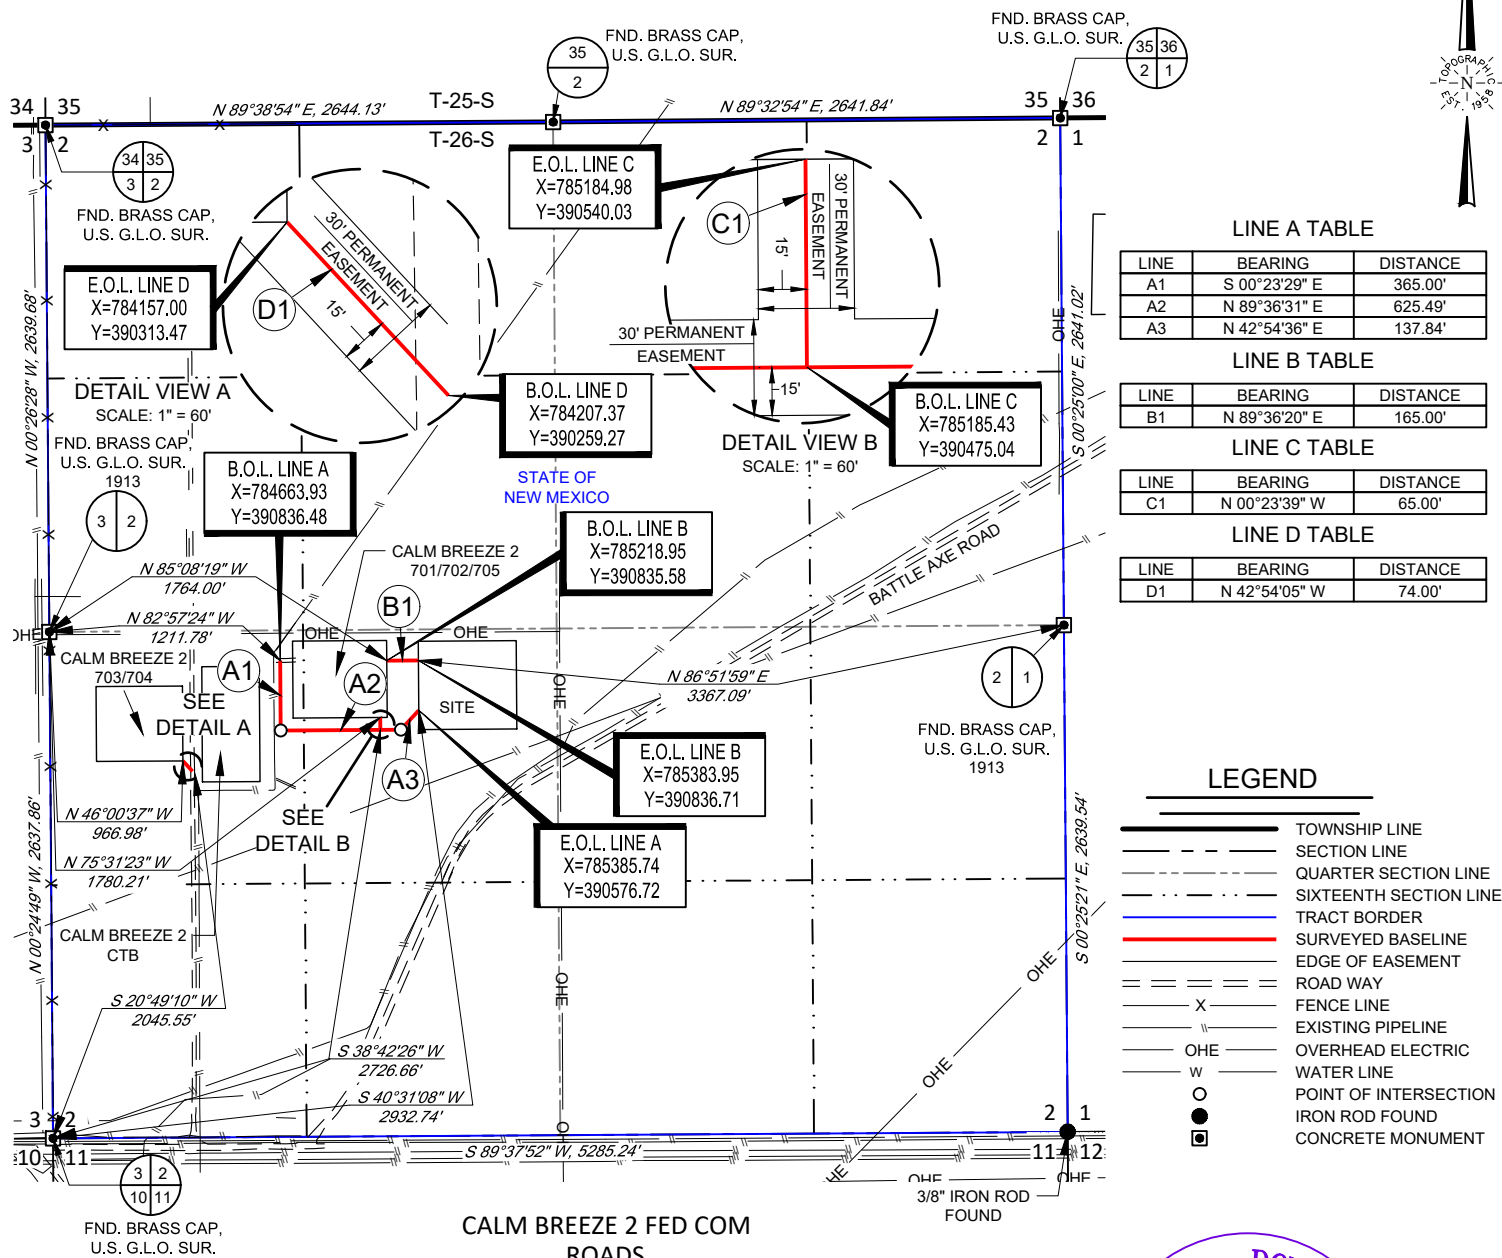 FND. BRASS CAP,
U.S. G.L.O. SUR.
35
2
FND. BRASS CAP,
U.S. G.L.O. SUR.
35 36
2 1
TOPOGRAPHIC
N
EST. 1958
34 35
3 2
N 89°38'54" E, 2644.13'
T-25-S
T-26-S
N 89°32'54" E, 2641.84'
35 36
2 1
34 35
3 2
FND. BRASS CAP,
U.S. G.L.O. SUR.
E.O.L. LINE C
X=785184.98
Y=390540.03
30' PERMANENT
EASEMENT
15'
D1
E.O.L. LINE D
X=784157.00
Y=390313.47
C1
15'
EASEMENT
30' PERMANENT
30' PERMANENT
EASEMENT
15'
N 00°26'28" W, 2639.68'
OHE
S 00°25'00" E, 2641.02'
DETAIL VIEW A
SCALE: 1" = 60'
B.O.L. LINE D
X=784207.37
Y=390259.27
DETAIL VIEW B
SCALE: 1" = 60'
B.O.L. LINE C
X=785185.43
Y=390475.04
FND. BRASS CAP,
U.S. G.L.O. SUR.
1913
3 2
B.O.L. LINE A
X=784663.93
Y=390836.48
STATE OF
NEW MEXICO
B.O.L. LINE B
X=785218.95
Y=390835.58
CALM BREEZE 2
701/702/705
BATTLE AXE ROAD
N 85°08'19" W
1764.00'
N 82°57'24" W
1211.78'
B1
OHE
OHE
OHE
CALM BREEZE 2
703/704
A1
A2
SEE
DETAIL A
SITE
N 86°51'59" E
3367.09'
OHE
2 1
FND. BRASS CAP,
U.S. G.L.O. SUR.
1913
A3
E.O.L. LINE B
X=785383.95
Y=390836.71
N 46°00'37" W
966.98'
SEE
DETAIL B
N 75°31'23" W
1780.21'
E.O.L. LINE A
X=785385.74
Y=390576.72
N 00°24'49" W, 2637.86'
S 00°25'21" E, 2639.54'
CALM BREEZE 2
CTB
OHE
OHE
OHE
S 20°49'10" W
2045.55'
S 38°42'26" W
2726.66'
S 40°31'08" W
2932.74'
3 2
10 11
S 89°37'52" W, 5285.24'
2 1
11 12
3 2
10 11
FND. BRASS CAP,
U.S. G.L.O. SUR.
OHE
3/8" IRON ROD
FOUND
CALM BREEZE 2 FED COM
ROADS
LINE A TABLE
LINE BEARING DISTANCE
A1 S 00°23'29" E 365.00'
A2 N 89°36'31" E 625.49'
A3 N 42°54'36" E 137.84'
LINE B TABLE
LINE BEARING DISTANCE
B1 N 89°36'20" E 165.00'
LINE C TABLE
LINE BEARING DISTANCE
C1 N 00°23'39" W 65.00'
LINE D TABLE
LINE BEARING DISTANCE
D1 N 42°54'05" W 74.00'
LEGEND
TOWNSHIP LINE
SECTION LINE
QUARTER SECTION LINE
SIXTEENTH SECTION LINE
TRACT BORDER
SURVEYED BASELINE
EDGE OF EASEMENT
ROAD WAY
X FENCE LINE
EXISTING PIPELINE
OHE OVERHEAD ELECTRIC
W WATER LINE
POINT OF INTERSECTION
IRON ROD FOUND
CONCRETE MONUMENT